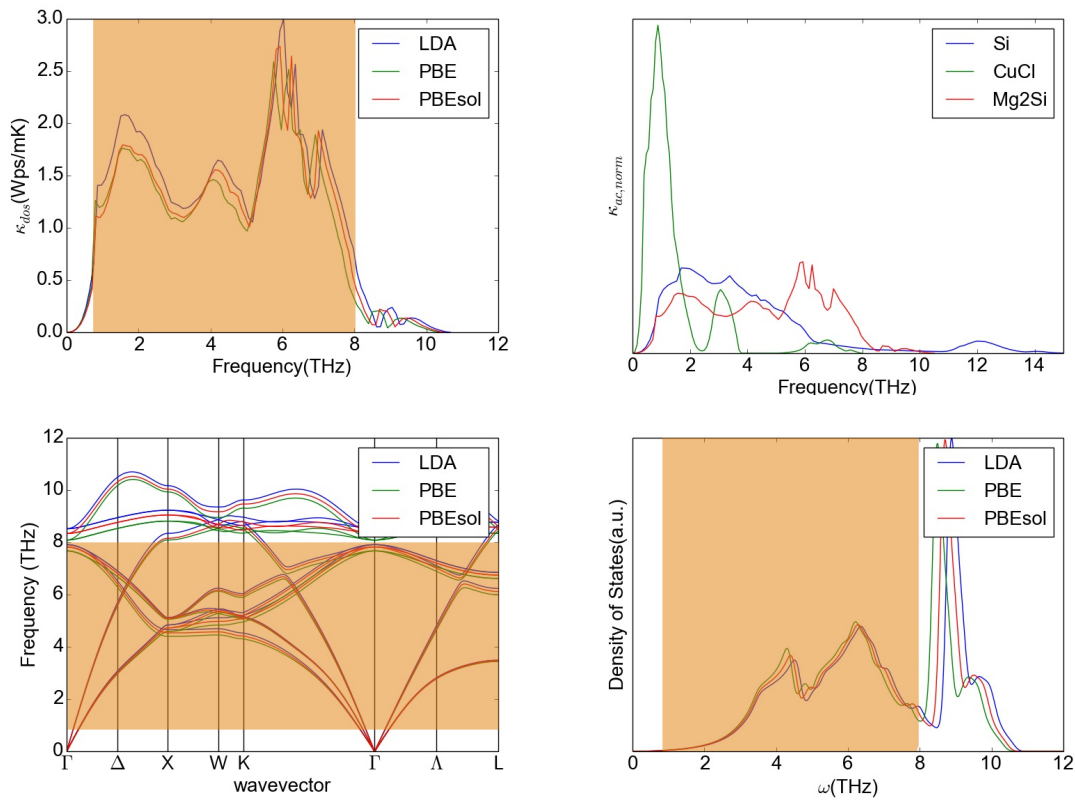 3.0
2.5
2.0
1.5
1.0
0.5
0.0
κdos(Wps/mK)
LDA
PBE
PBEsol
0 2 4 6 8 10 12
Frequency(THz)
κac,norm
Si
CuCl
Mg2Si
0 2 4 6 8 10 12 14
Frequency(THz)
12
10
8
6
4
2
0
Frequency (THz)
LDA
PBE
PBEsol
Γ Δ X W K Γ Λ L
wavevector
Density of States(a.u.)
LDA
PBE
PBEsol
0 2 4 6 8 10 12
ω(THz)